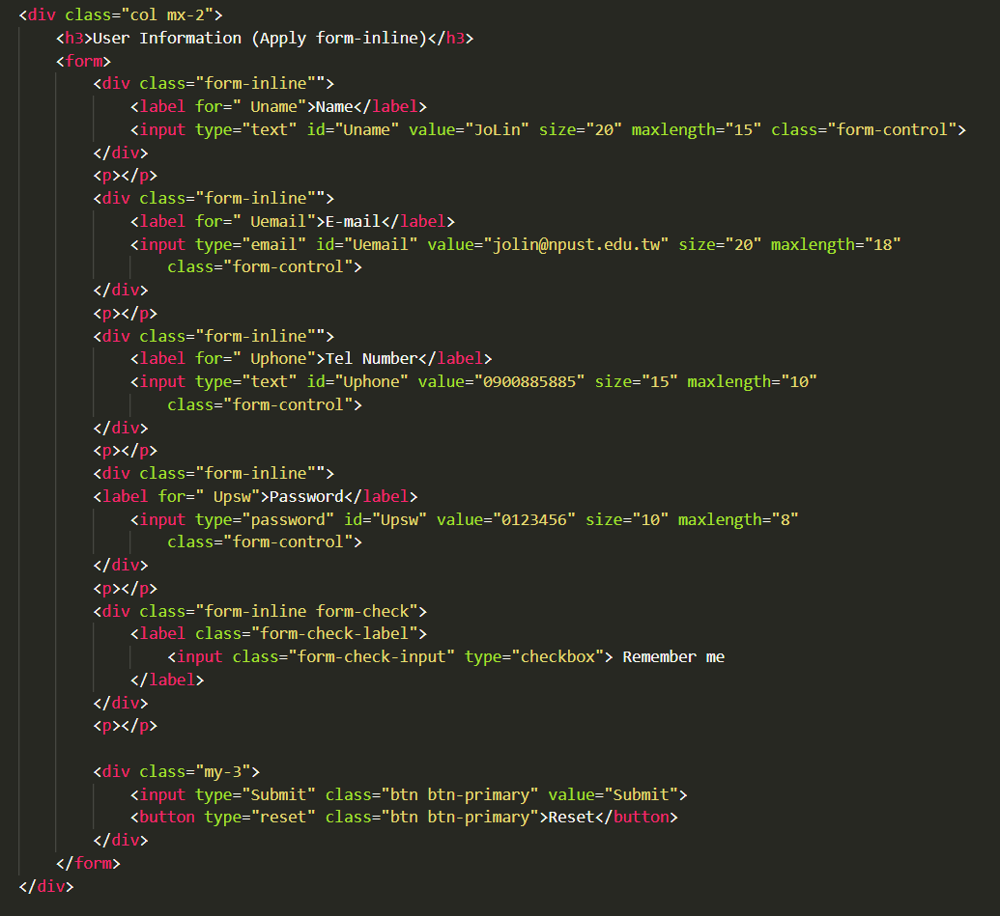 <div class="col mx-2">
    <h3>User Information (Apply form-inline)</h3>
    <form>
        <div class="form-inline"">
            <label for=" Uname">Name</label>
            <input type="text" id="Uname" value="JoLin" size="20" maxlength="15" class="form-control">
        </div>
        <p></p>
        <div class="form-inline"">
            <label for=" Uemail">E-mail</label>
            <input type="email" id="Uemail" value="jolin@npust.edu.tw" size="20" maxlength="18"
                class="form-control">
        </div>
        <p></p>
        <div class="form-inline"">
            <label for=" Uphone">Tel Number</label>
            <input type="text" id="Uphone" value="0900885885" size="15" maxlength="10"
                class="form-control">
        </div>
        <p></p>
        <div class="form-inline"">
        <label for=" Upsw">Password</label>
            <input type="password" id="Upsw" value="0123456" size="10" maxlength="8"
                class="form-control">
        </div>
        <p></p>
        <div class="form-inline form-check">
            <label class="form-check-label">
                <input class="form-check-input" type="checkbox"> Remember me
            </label>
        </div>
        <p></p>

        <div class="my-3">
            <input type="Submit" class="btn btn-primary" value="Submit">
            <button type="reset" class="btn btn-primary">Reset</button>
        </div>
    </form>
</div>